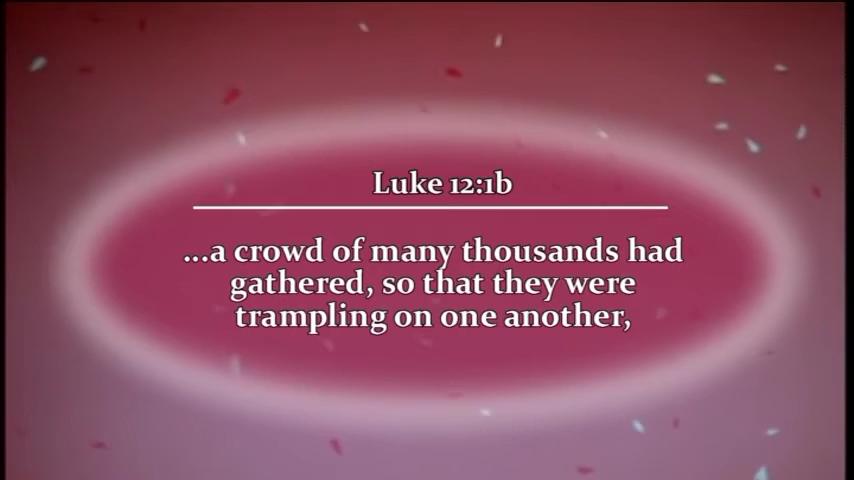 Luke 12:1b
...a crowd of many thousands had
gathered, so that they were
trampling on one another,